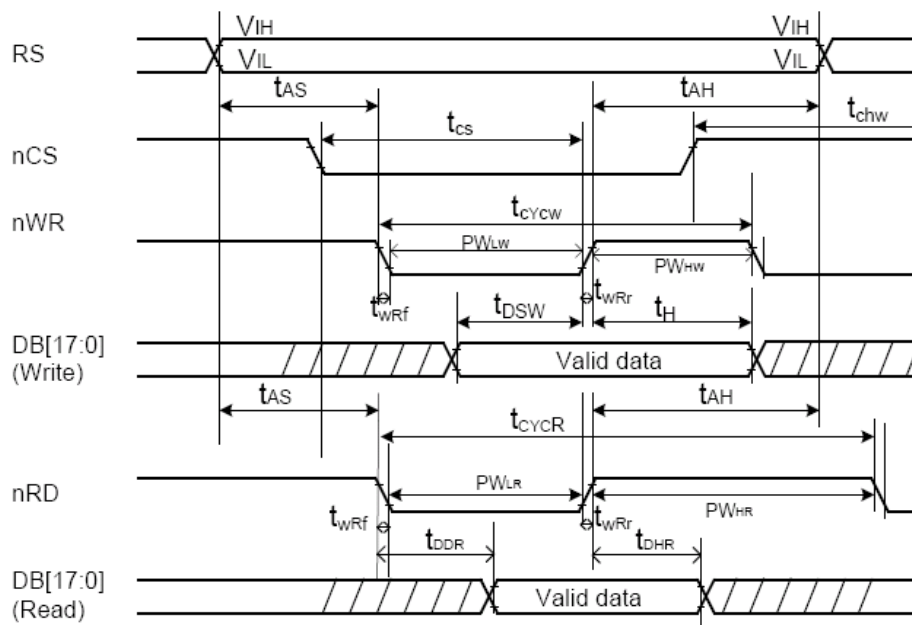 RS VIH VIH
VIL VIL
tAS tAH
tcs tchw
nCS
nWR tcYcw
PWLW PWHW
twRf tDSW twRr tH
DB[17:0]
(Write) Valid data
tAS tAH
tCYCR
nRD PWLR PWHR
twRf twRr
tDDR tDHR
DB[17:0]
(Read) Valid data